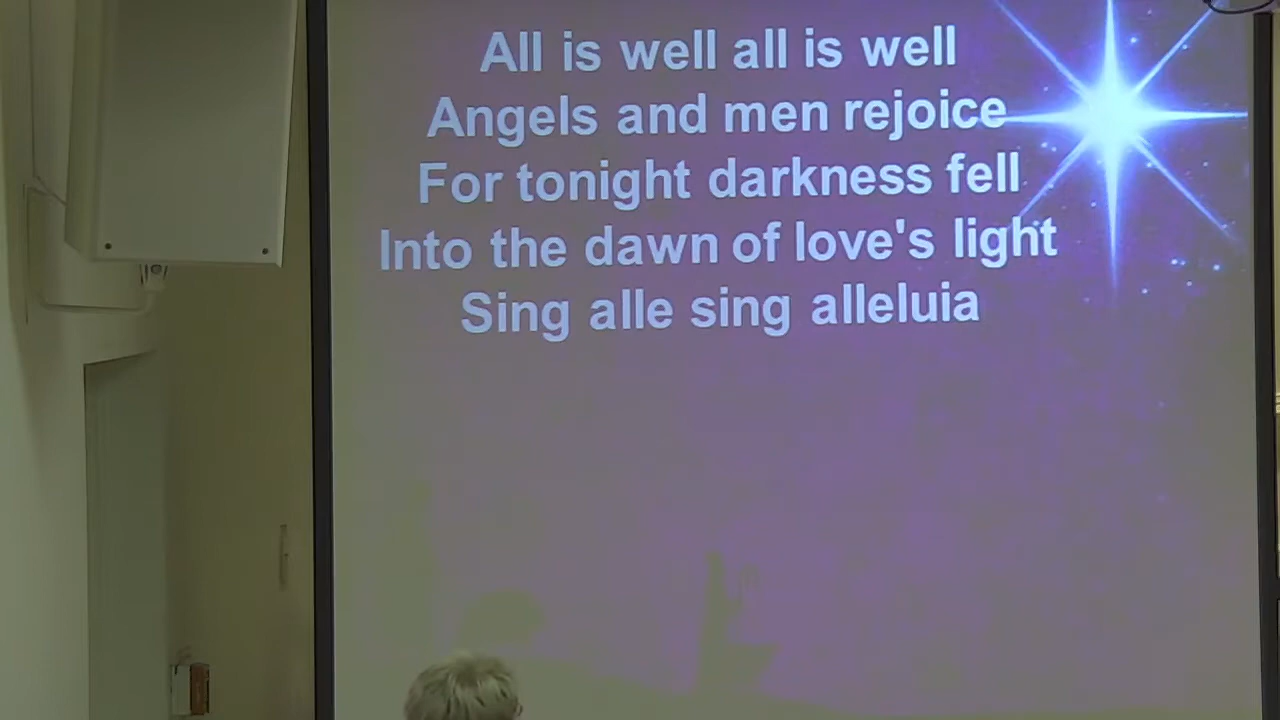 All is well all is well
Angels and men rejoice
For tonight darkness fell
Into the dawn of love's light
Sing alle sing alleluia